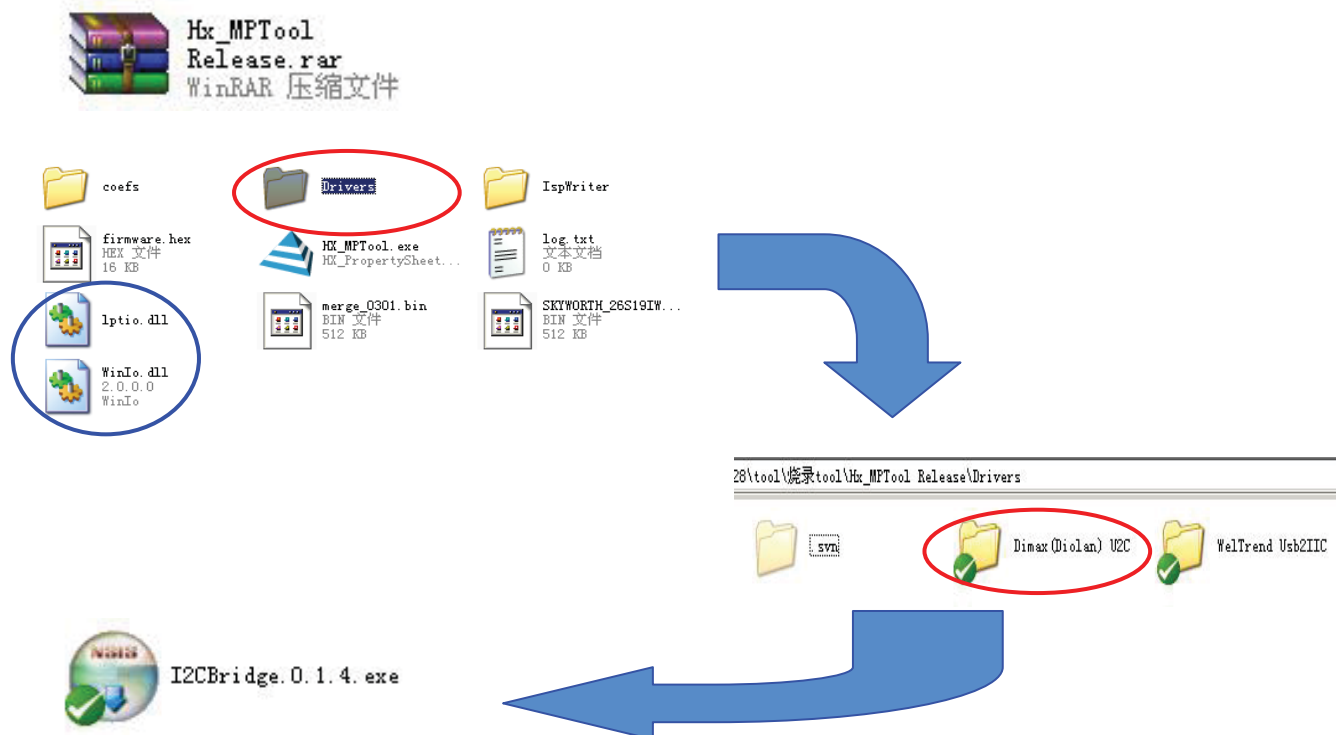 Hx_MPTool
Release.rar
WinRAR 压缩文件
coefs
Drivers
IspWriter
firmware.hex
HEX 文件
16 KB
HX_MPTool.exe
HX_PropertySheet...
log.txt
文本文档
0 KB
lptio.dll
merge_0301.bin
BIN 文件
512 KB
SKYWORTH_26S19IW...
BIN 文件
512 KB
WinIo.dll
2.0.0.0
WinIo
28\tool\烧录tool\Hx_MPTool Release\Drivers
.svn
Dimax(Diolan) U2C
WelTrend Usb2IIC
NSIS
I2CBridge.0.1.4.exe